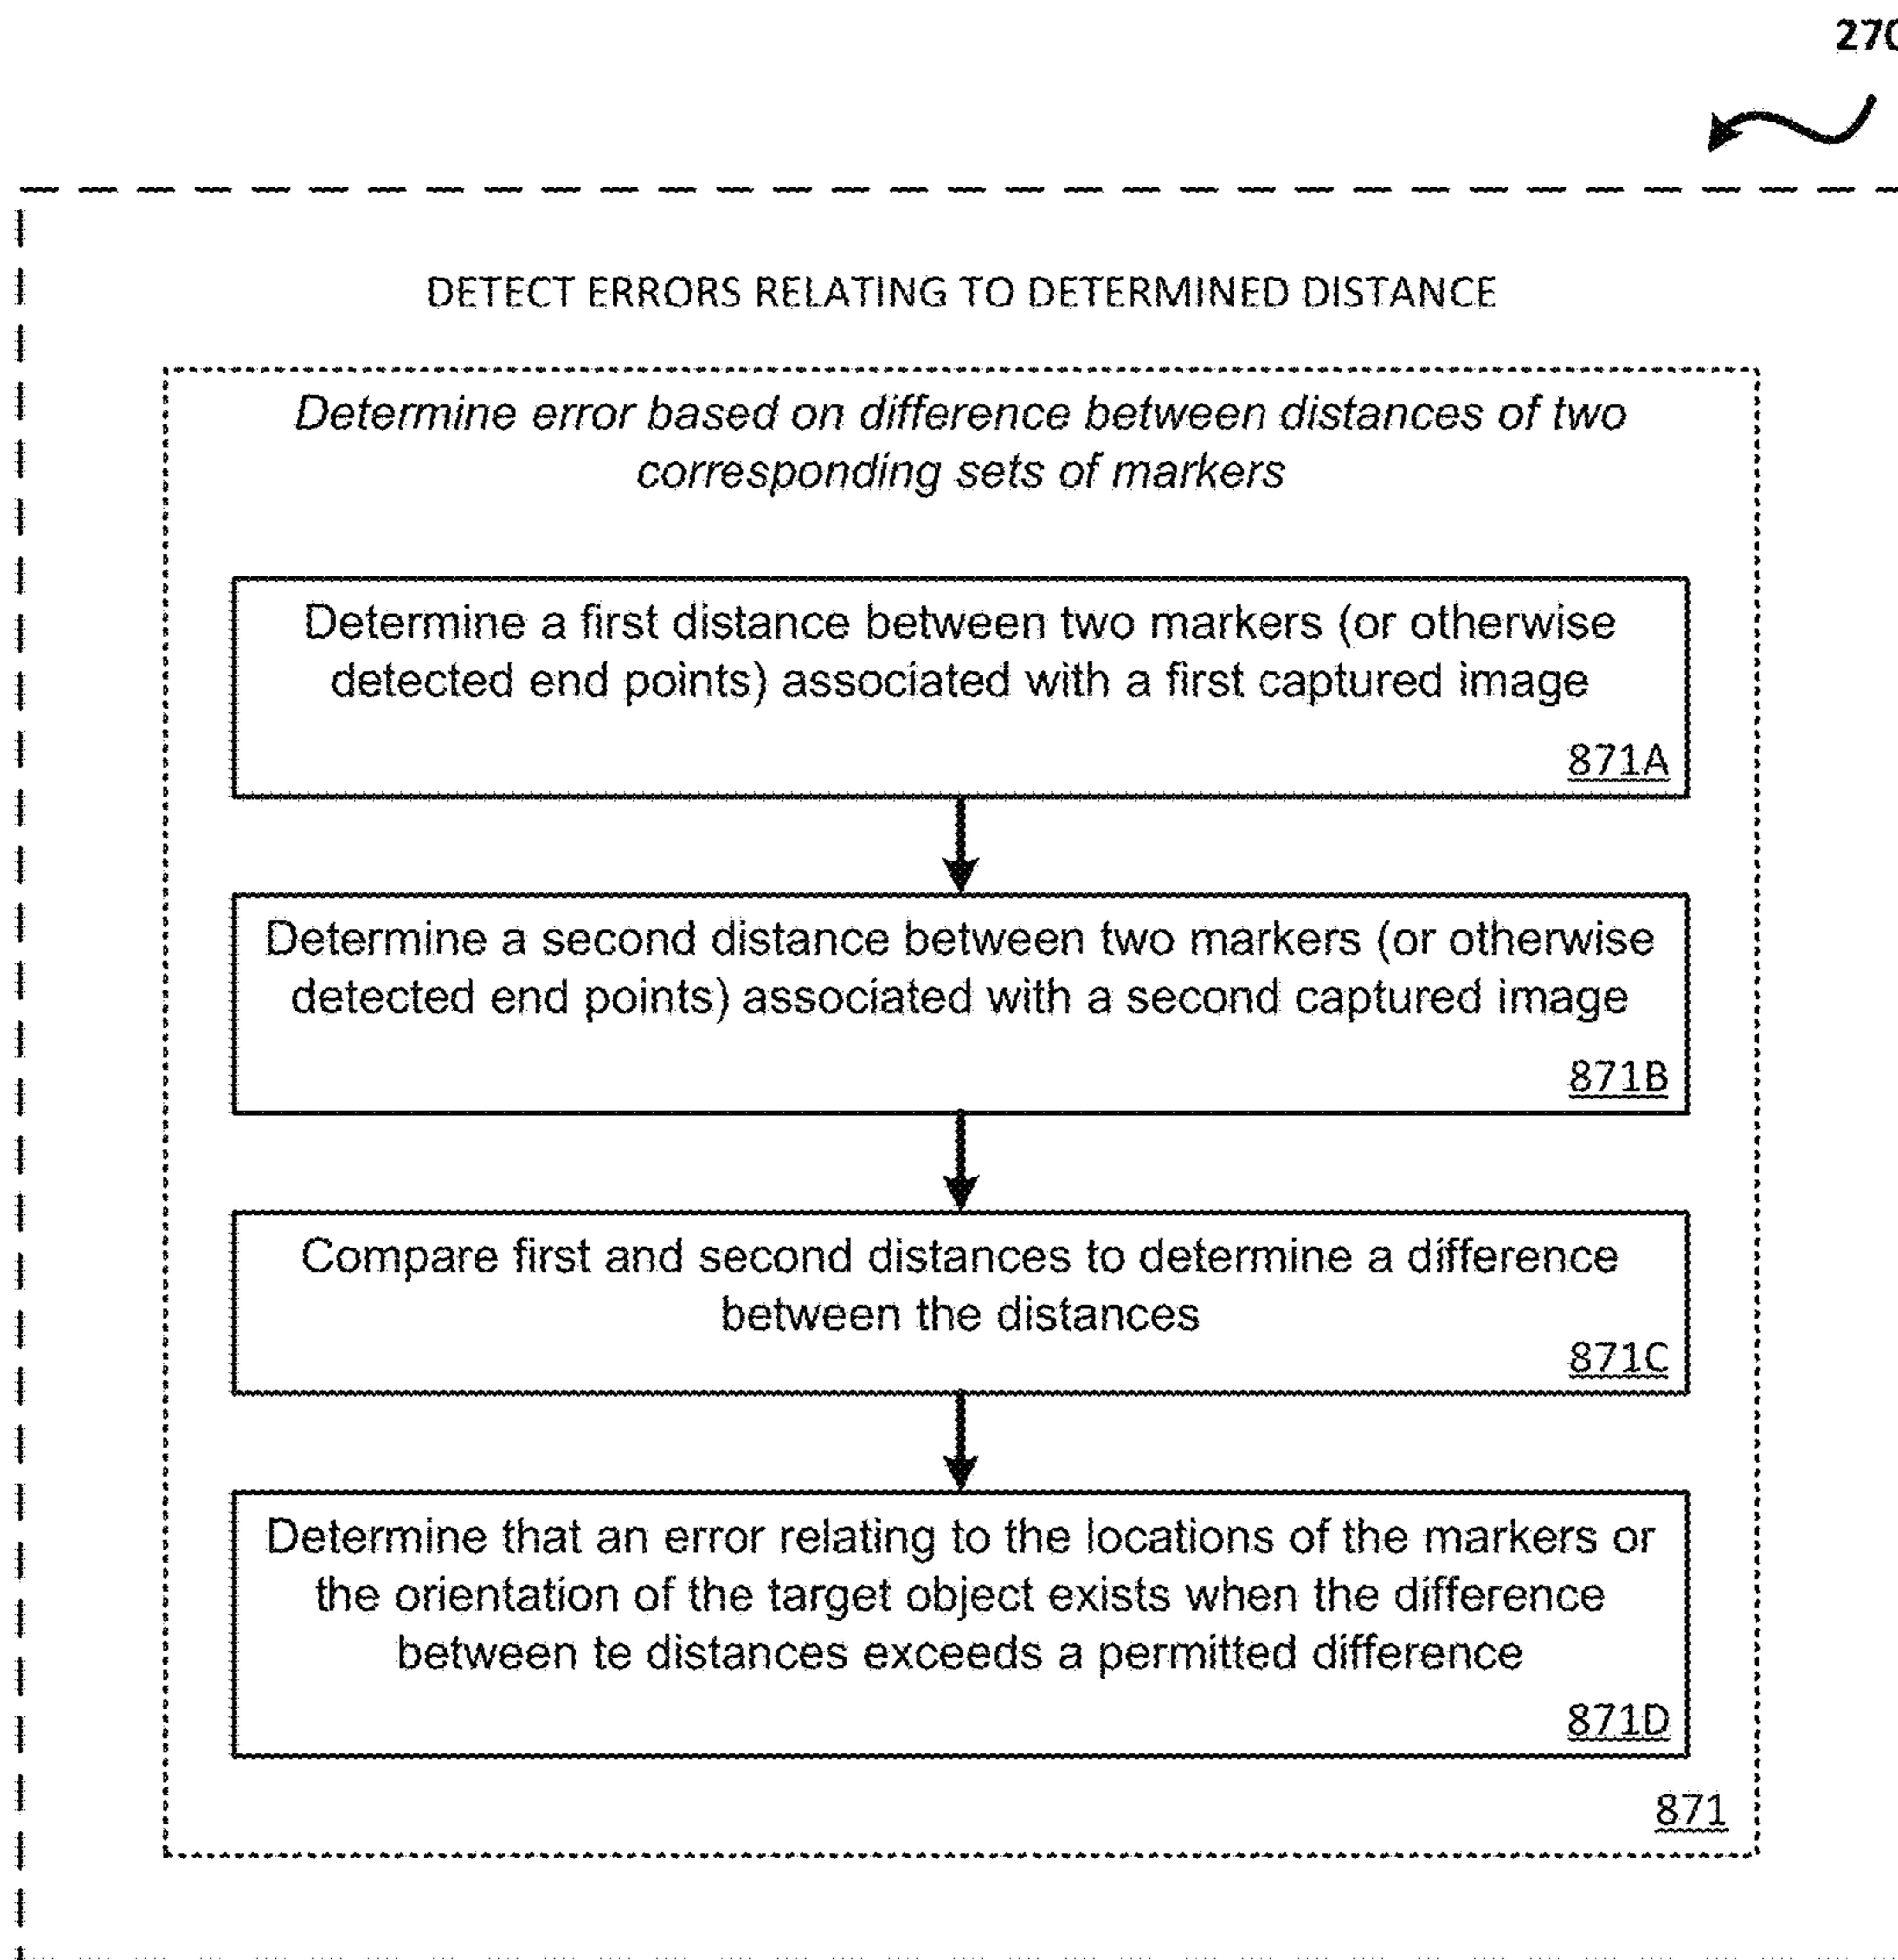 270
DETECT ERRORS RELATING TO DETERMINED DISTANCE
Determine error based on difference between distances of two
corresponding sets of markers
Determine a first distance between two markers (or otherwise
detected end points) associated with a first captured image
871A
Determine a second distance between two markers (or otherwise
detected end points) associated with a second captured image
871B
Compare first and second distances to determine a difference
between the distances
871C
Determine that an error relating to the locations of the markers or
the orientation of the target object exists when the difference
between te distances exceeds a permitted difference
871D
871